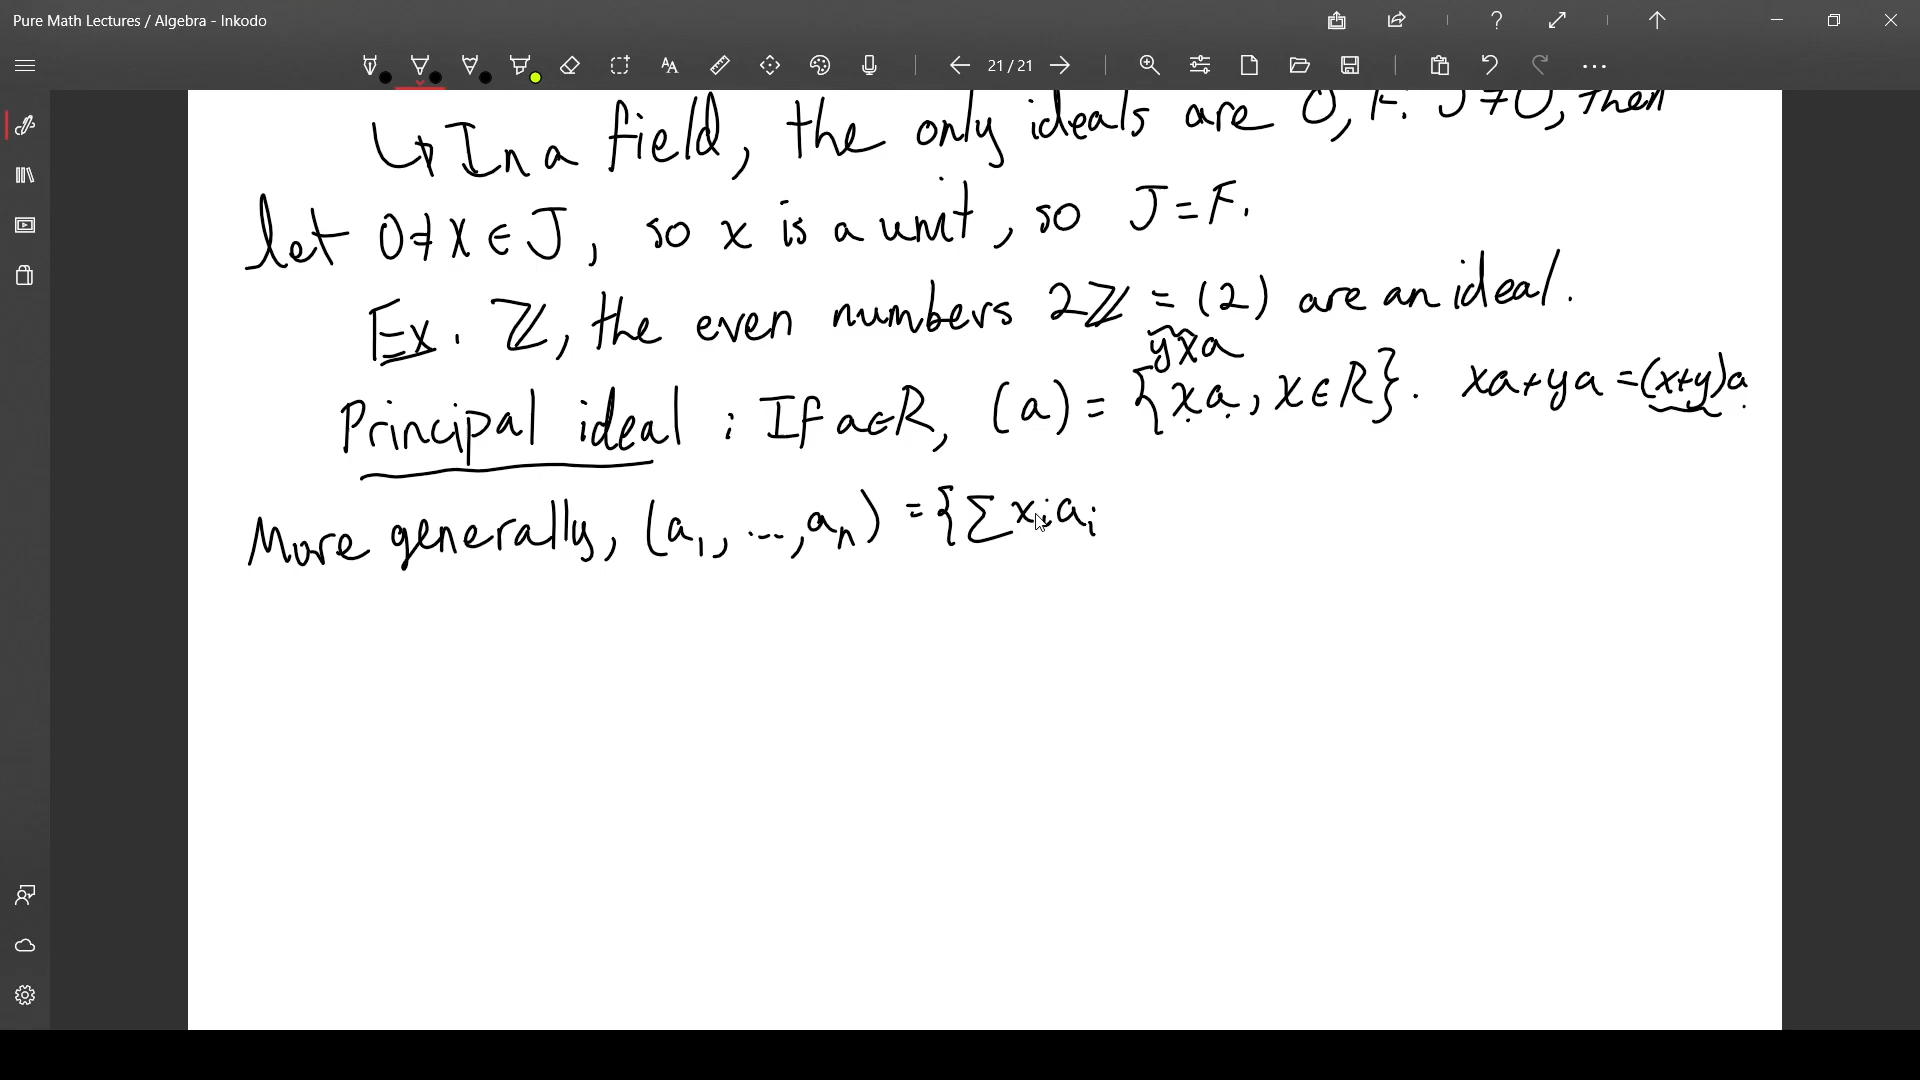 Pure Math Lectures / Algebra - Inkodo
21 / 21
↳ In a field, the only ideals are 0, F. J ≠ 0, then
let 0 ≠ x ∈ J, so x is a unit, so J = F.
Ex. ℤ, the even numbers 2ℤ = (2) are an ideal.
yxa
Principal ideal : If a∈R, (a) = {xa, x∈R}. xa+ya =(x+y)a
More generally, (a₁, ..., aₙ) = {∑xᵢaᵢ